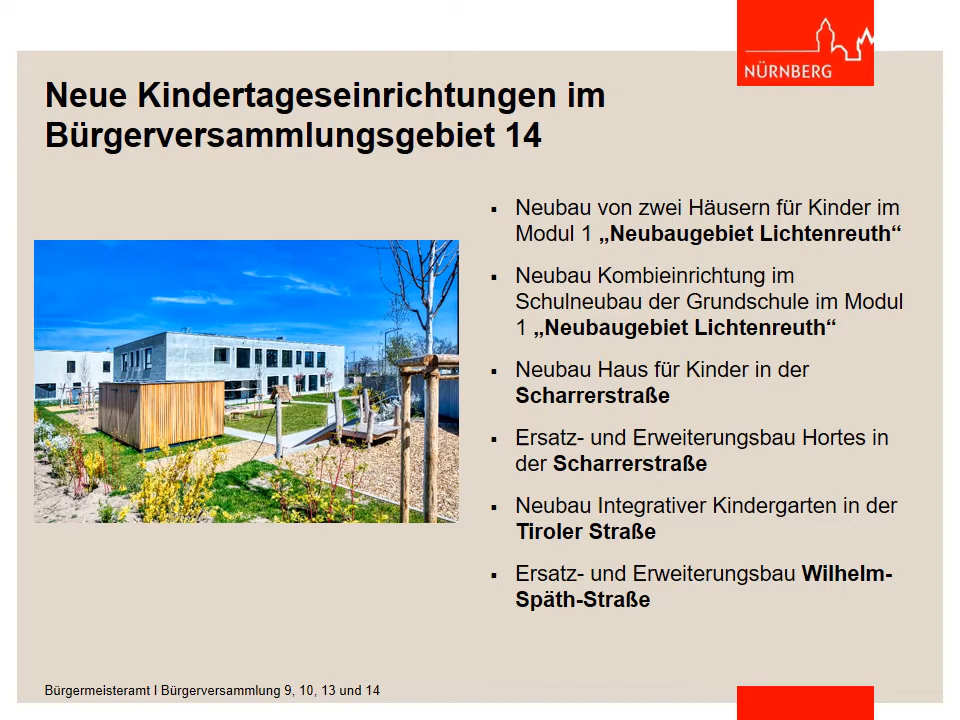 NÜRNBERG
Neue Kindertageseinrichtungen im
Bürgerversammlungsgebiet 14
▪ Neubau von zwei Häusern für Kinder im
Modul 1 „Neubaugebiet Lichtenreuth“
▪ Neubau Kombieinrichtung im
Schulneubau der Grundschule im Modul
1 „Neubaugebiet Lichtenreuth“
▪ Neubau Haus für Kinder in der
Scharrerstraße
▪ Ersatz- und Erweiterungsbau Hortes in
der Scharrerstraße
▪ Neubau Integrativer Kindergarten in der
Tiroler Straße
▪ Ersatz- und Erweiterungsbau Wilhelm-
Späth-Straße
Bürgermeisteramt I Bürgerversammlung 9, 10, 13 und 14